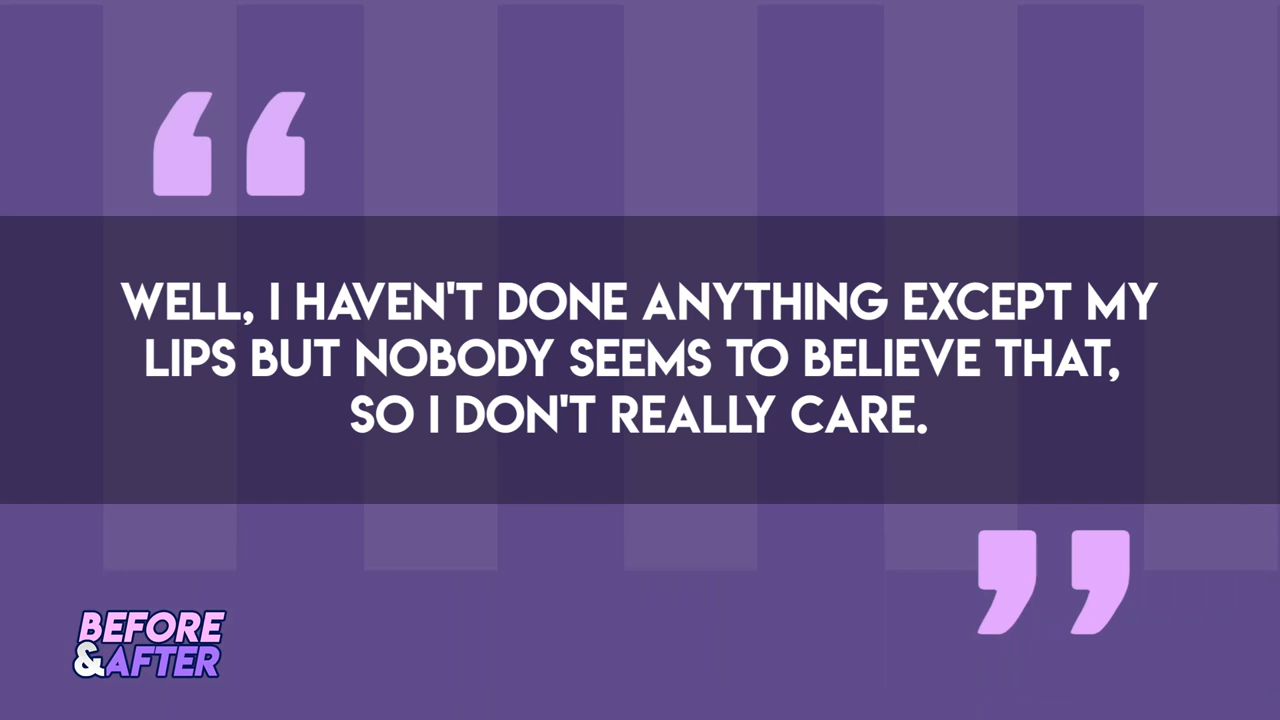 “
WELL, I HAVEN'T DONE ANYTHING EXCEPT MY
LIPS BUT NOBODY SEEMS TO BELIEVE THAT,
SO I DON'T REALLY CARE.
”
BEFORE
&AFTER